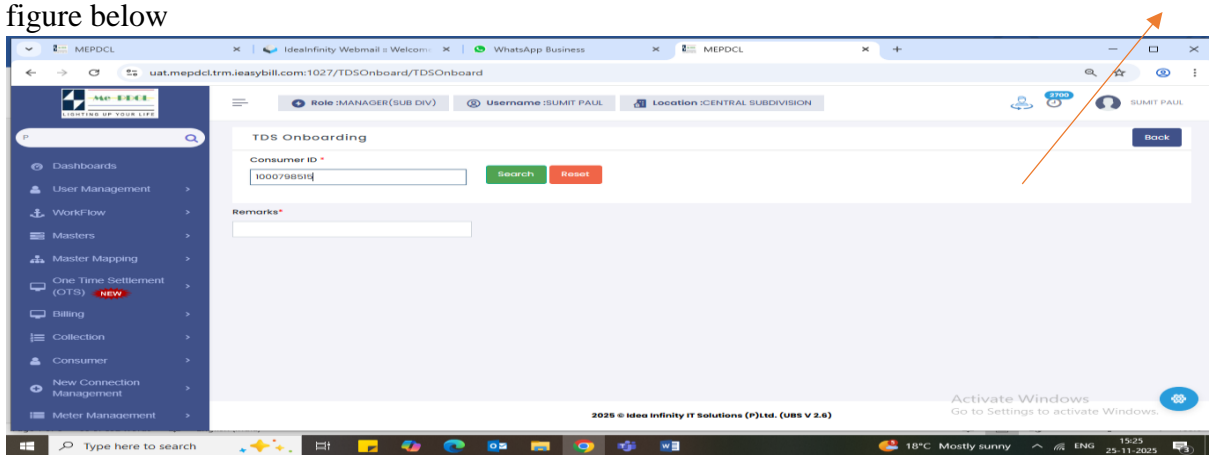 figure below
MEPDCL
IdeaInfinity Webmail :: Welcom
WhatsApp Business
MEPDCL
uat.mepdcl.trm.ieasybill.com:1027/TDSOnboard/TDSOnboard
Me PDCL
LIGHTING UP YOUR LIFE
Role :MANAGER(SUB DIV)
Username :SUMIT PAUL
Location :CENTRAL SUBDIVISION
3700
SUMIT PAUL
P
TDS Onboarding
Back
Dashboards
Consumer ID *
1000798515
Search
Reset
User Management
WorkFlow
Remarks*
Masters
Master Mapping
One Time Settlement
(OTS) NEW
Billing
Collection
Consumer
New Connection
Management
Meter Management
Activate Windows
Go to Settings to activate Windows.
2025 © Idea Infinity IT Solutions (P)Ltd. (UBS V 2.6)
Type here to search
18°C Mostly sunny
ENG
15:25
25-11-2025
3